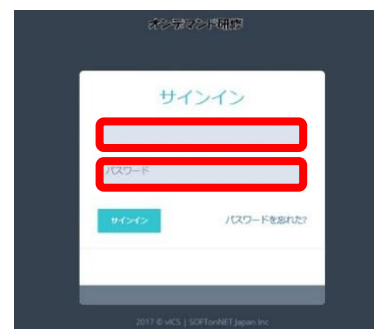 オンデマンド研修
サインイン
パスワード
サインイン
パスワードを忘れた?
2017 © vICS | SOFTonNET Japan Inc